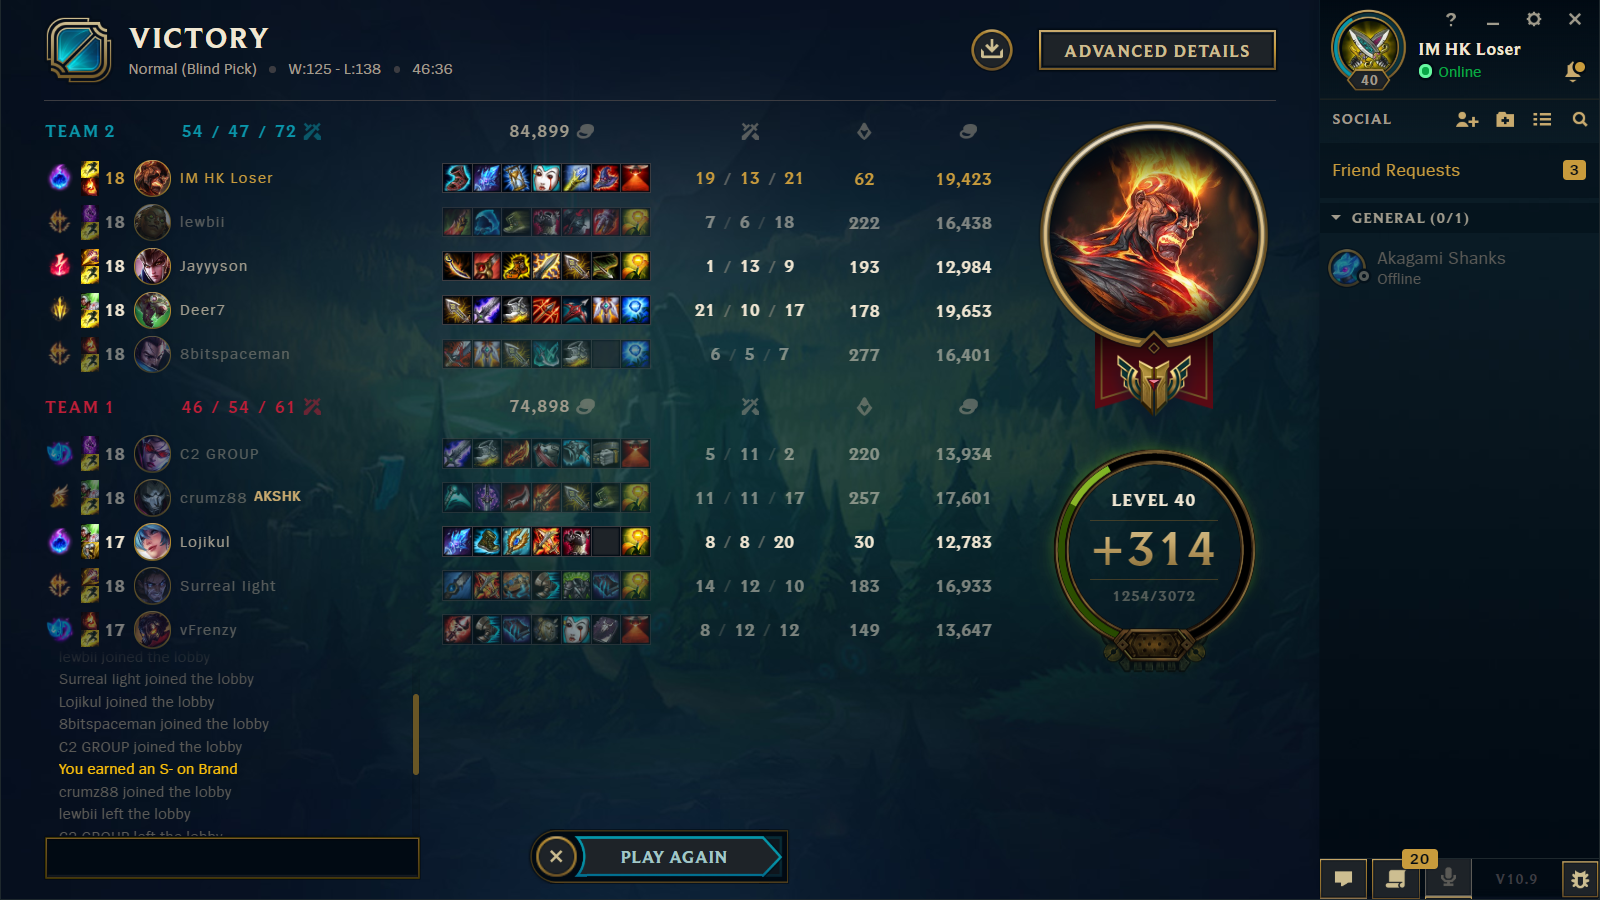 VICTORY
Normal (Blind Pick) • W:125 - L:138 • 46:36
ADVANCED DETAILS
TEAM 2 54 / 47 / 72 84,899
18 IM HK Loser 19 / 13 / 21 62 19,423
18 lewbii 7 / 6 / 18 222 16,438
18 Jayyyson 1 / 13 / 9 193 12,984
18 Deer7 21 / 10 / 17 178 19,653
18 8bitspaceman 6 / 5 / 7 277 16,401
TEAM 1 46 / 54 / 61 74,898
18 C2 GROUP 5 / 11 / 2 220 13,934
18 crumz88 AKSHK 11 / 11 / 17 257 17,601
17 Lojikul 8 / 8 / 20 30 12,783
18 Surreal light 14 / 12 / 10 183 16,933
17 vFrenzy 8 / 12 / 12 149 13,647
lewbii joined the lobby
Surreal light joined the lobby
Lojikul joined the lobby
8bitspaceman joined the lobby
C2 GROUP joined the lobby
You earned an S- on Brand
crumz88 joined the lobby
lewbii left the lobby
C2 GROUP left the lobby
PLAY AGAIN
LEVEL 40
+314
1254/3072
?
IM HK Loser
Online
40
SOCIAL
Friend Requests 3
GENERAL (0/1)
Akagami Shanks
Offline
20
V10.9